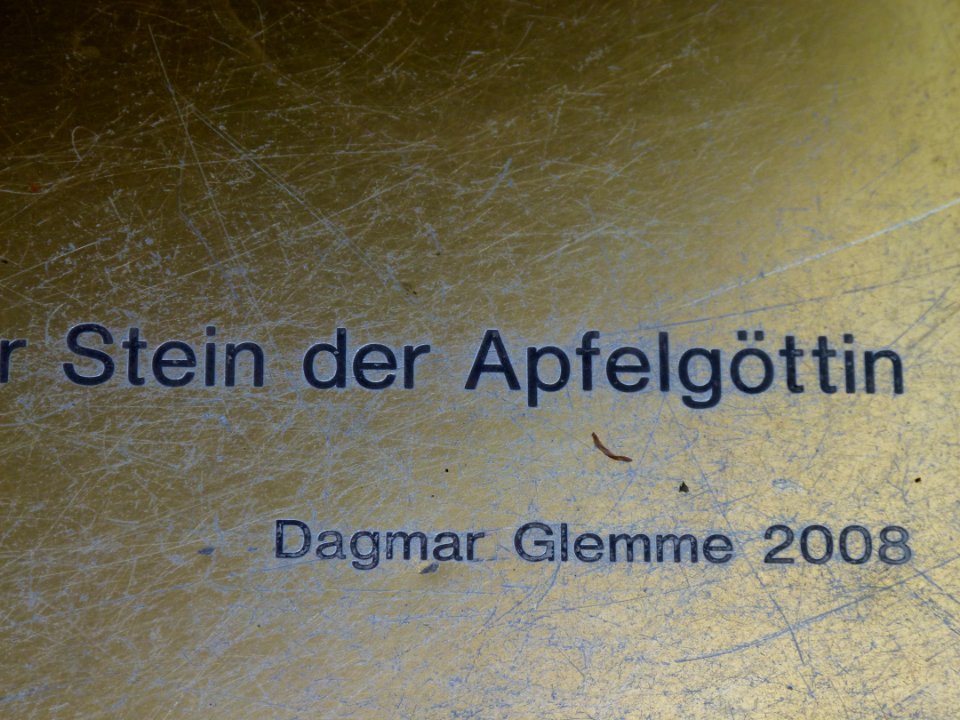 r Stein der Apfelgöttin
Dagmar Glemme 2008